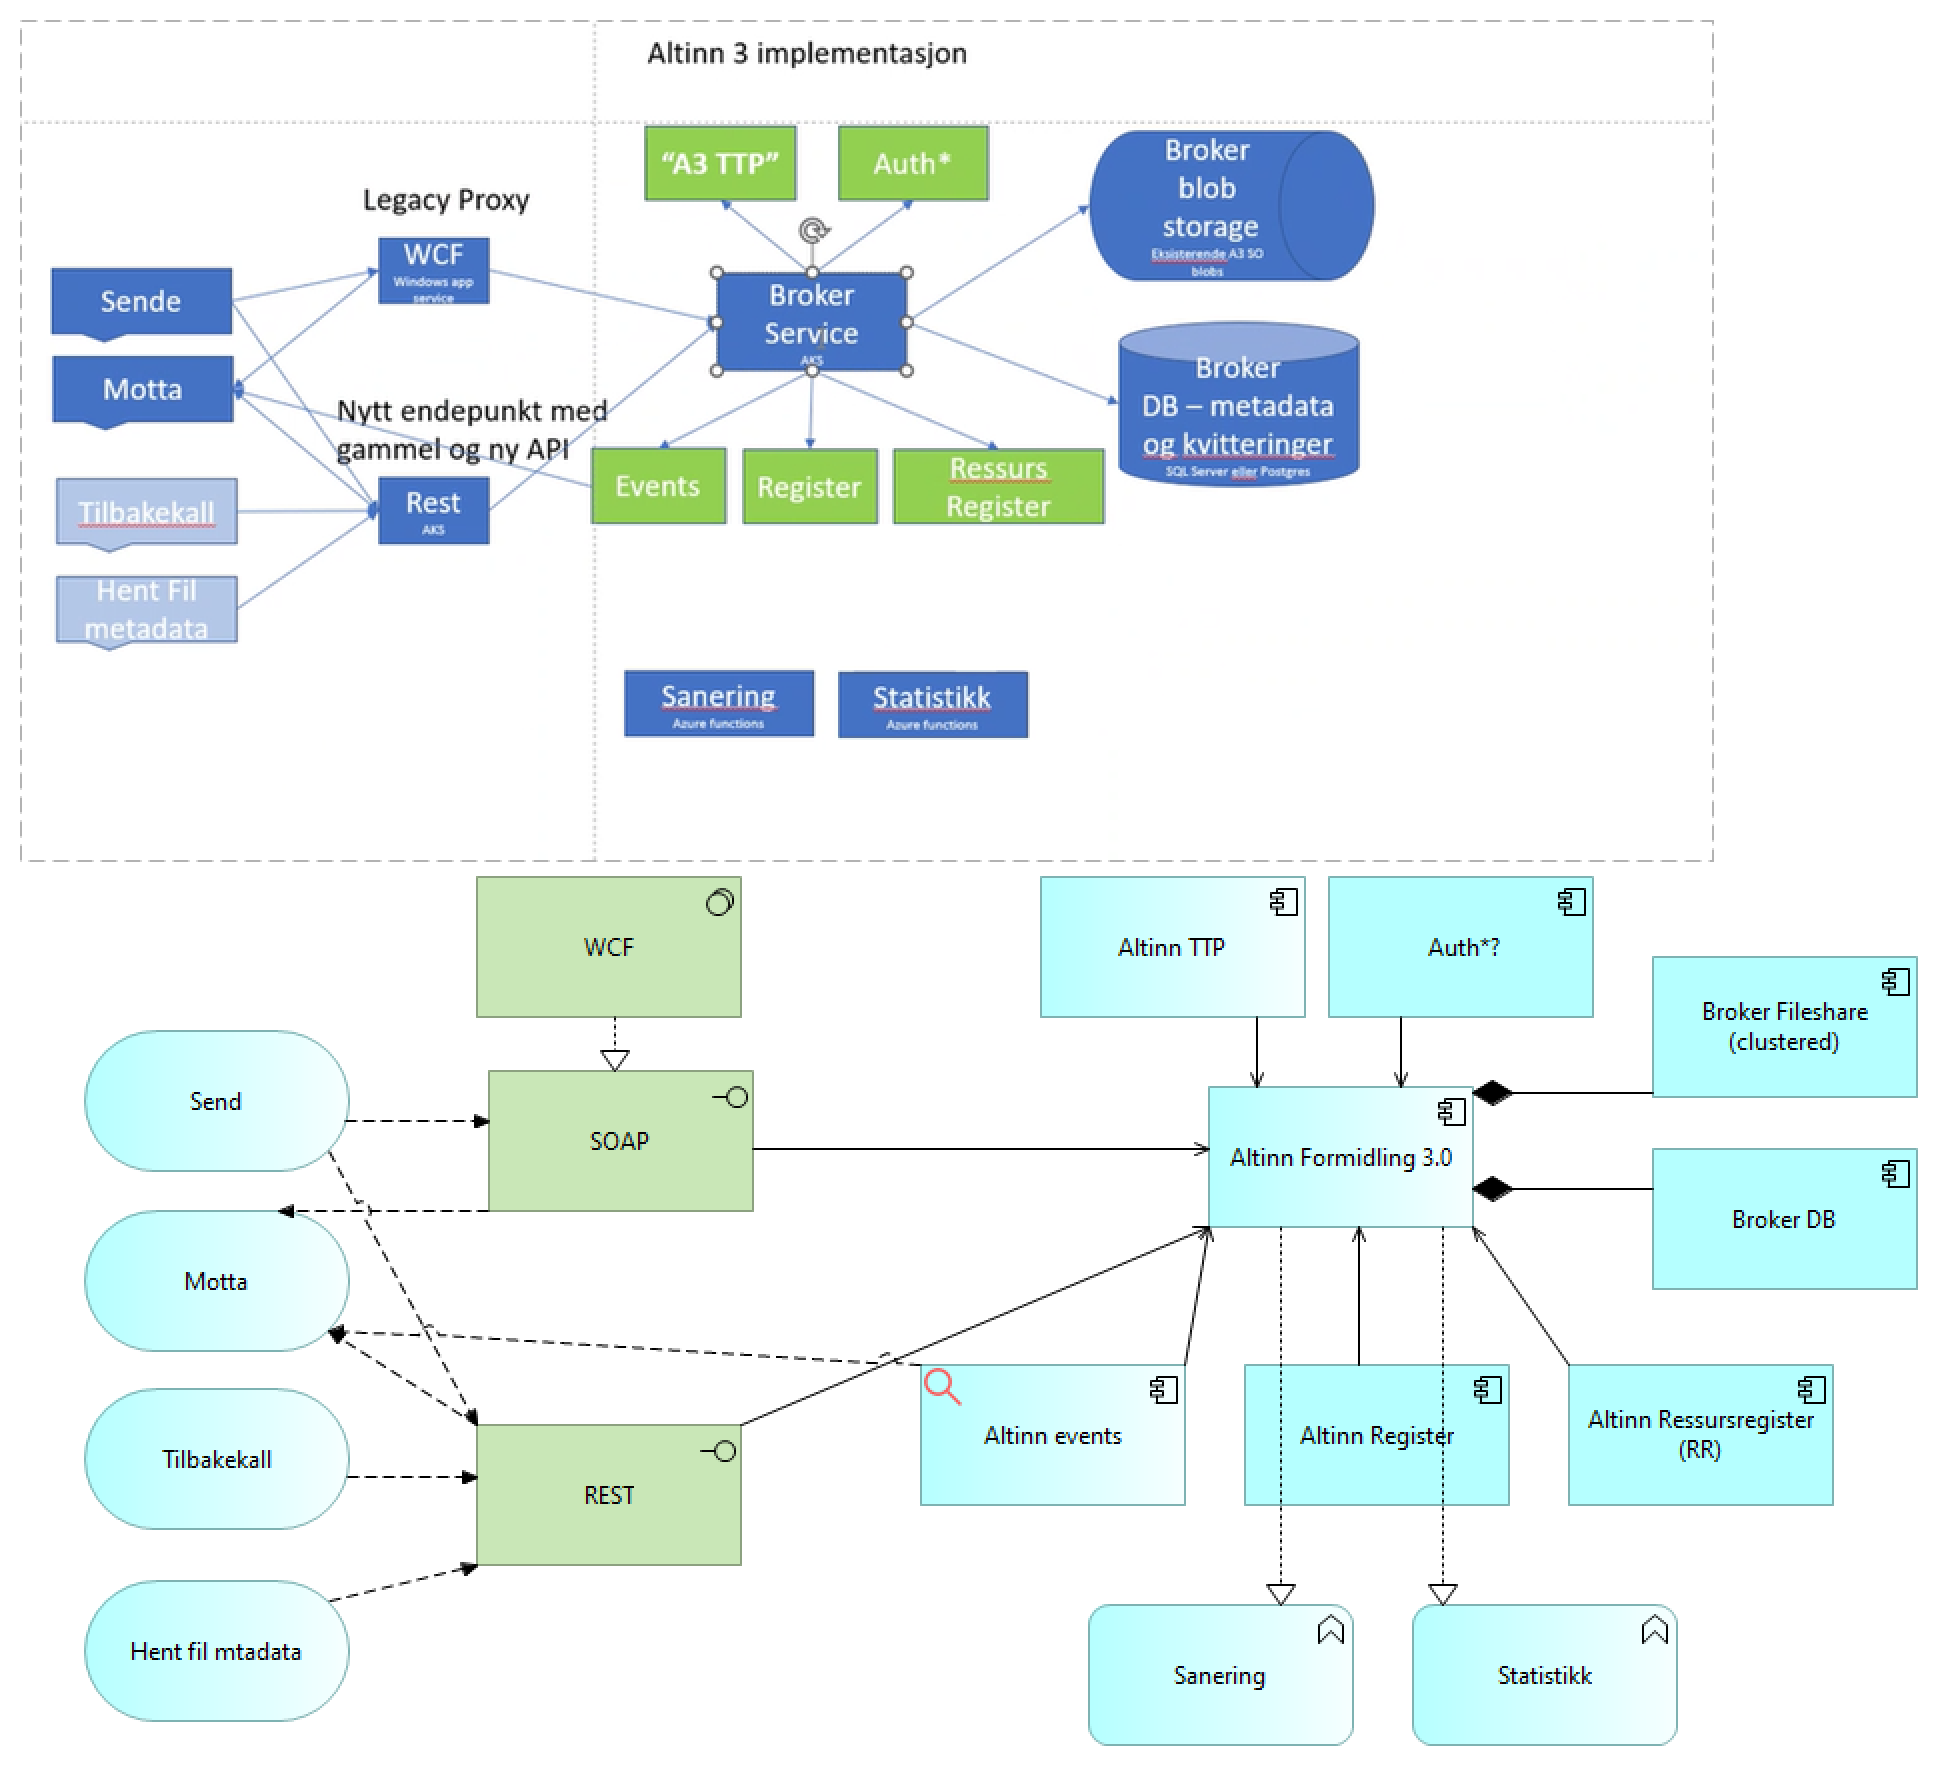 Altinn 3 implementasjon
"A3 TTP"
Auth*
Broker
blob
storage
Eksisterende A3 SO
blobs
Legacy Proxy
WCF
Windows app
service
Sende
Broker
Service
AKS
Motta
Broker
DB – metadata
og kvitteringer
SQL Server eller Postgres
Nytt endepunkt med
gammel og ny API
Events
Register
Ressurs
Register
Tilbakekall
Rest
AKS
Hent Fil
metadata
Sanering
Azure functions
Statistikk
Azure functions
WCF
Altinn TTP
Auth*?
Broker Fileshare
(clustered)
Send
SOAP
Altinn Formidling 3.0
Broker DB
Motta
Altinn events
Altinn Register
Altinn Ressursregister
(RR)
Tilbakekall
REST
Hent fil mtadata
Sanering
Statistikk